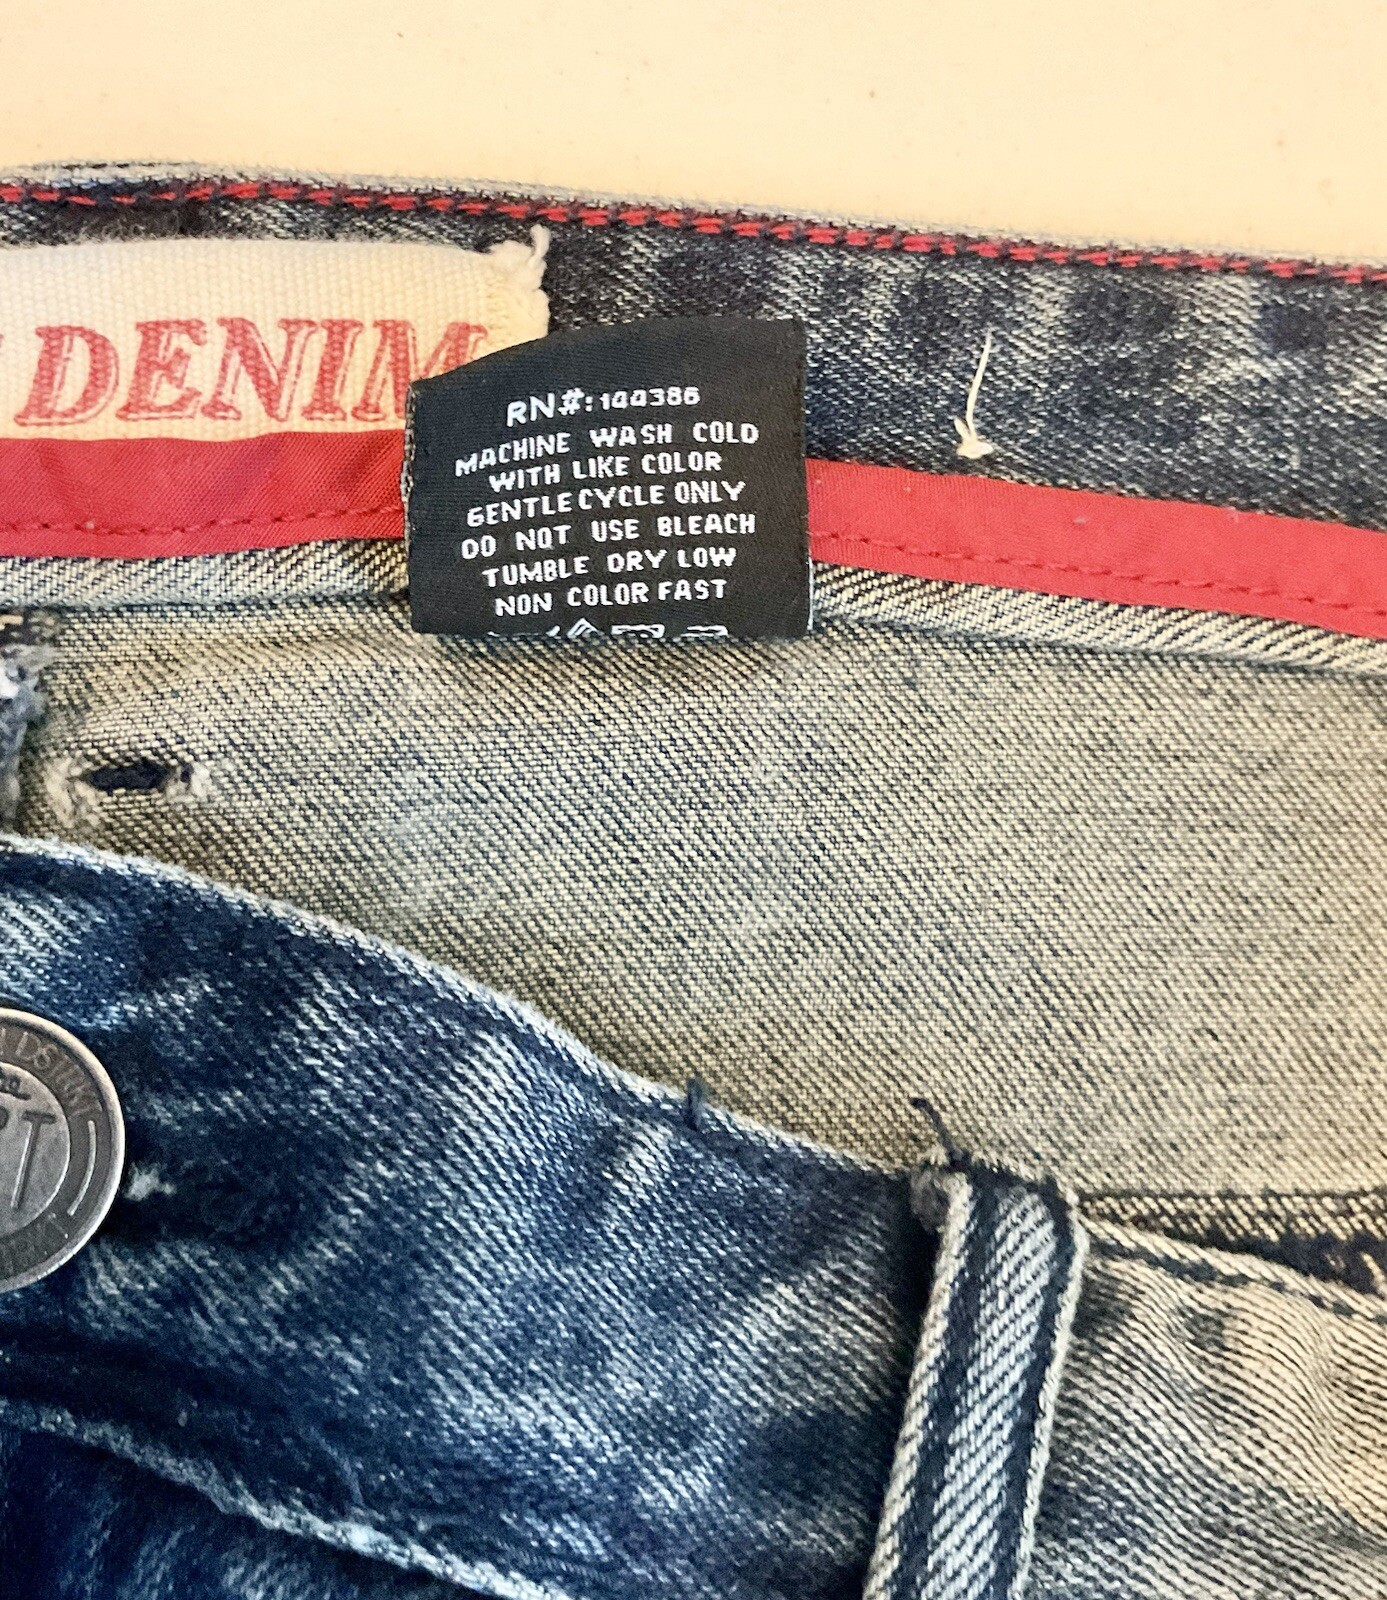 DENIM
RN#:144386
MACHINE WASH COLD
WITH LIKE COLOR
GENTLE CYCLE ONLY
DO NOT USE BLEACH
TUMBLE DRY LOW
NON COLOR FAST